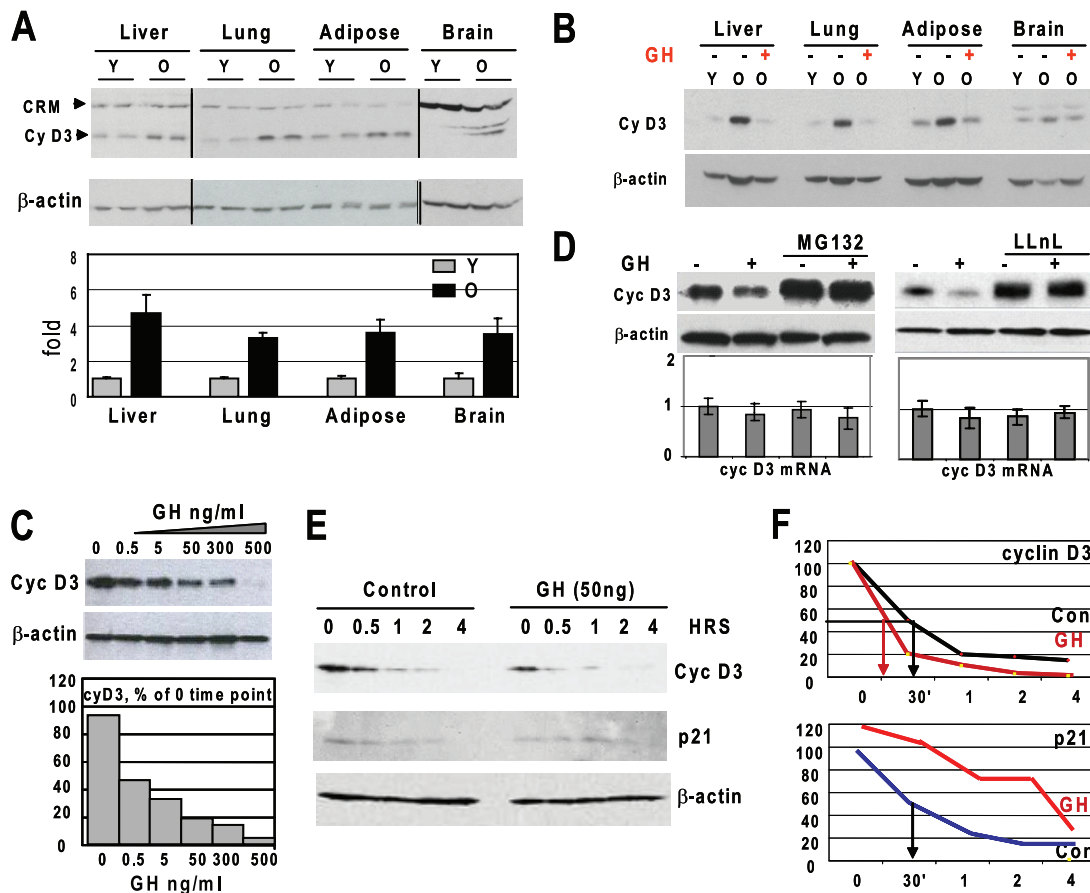 A
Liver Lung Adipose Brain
Y O Y O Y O Y O
CRM
Cy D3
β-actin
8
6
4
2
0
fold
Y
O
Liver Lung Adipose Brain
B
Liver Lung Adipose Brain
GH - - + - - + - - + - - +
Y O O Y O O Y O O Y O O
Cy D3
β-actin
D
MG132
GH - + - +
Cyc D3
β-actin
2
1
0
cyc D3 mRNA
LLnL
- + - +
cyc D3 mRNA
C
GH ng/ml
0 0.5 5 50 300 500
Cyc D3
β-actin
cyD3, % of 0 time point
120
100
80
60
40
20
0
0 0.5 5 50 300 500
GH ng/ml
E
Control GH (50ng)
0 0.5 1 2 4 0 0.5 1 2 4 HRS
Cyc D3
p21
β-actin
F
cyclin D3
120
100
80
60
40
20
0
Con
GH
0 30' 1 2 4
p21
120
100
80
60
40
20
0
GH
Con
0 30' 1 2 4